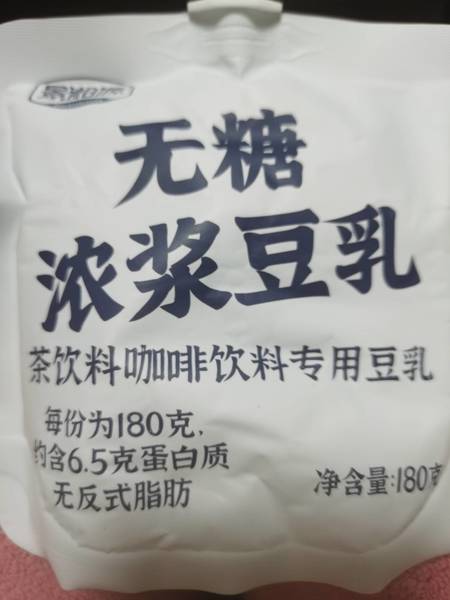 无糖
浓浆豆乳
茶饮料咖啡饮料专用豆乳
每份为180克,
约含6.5克蛋白质
无反式脂肪
净含量:180克